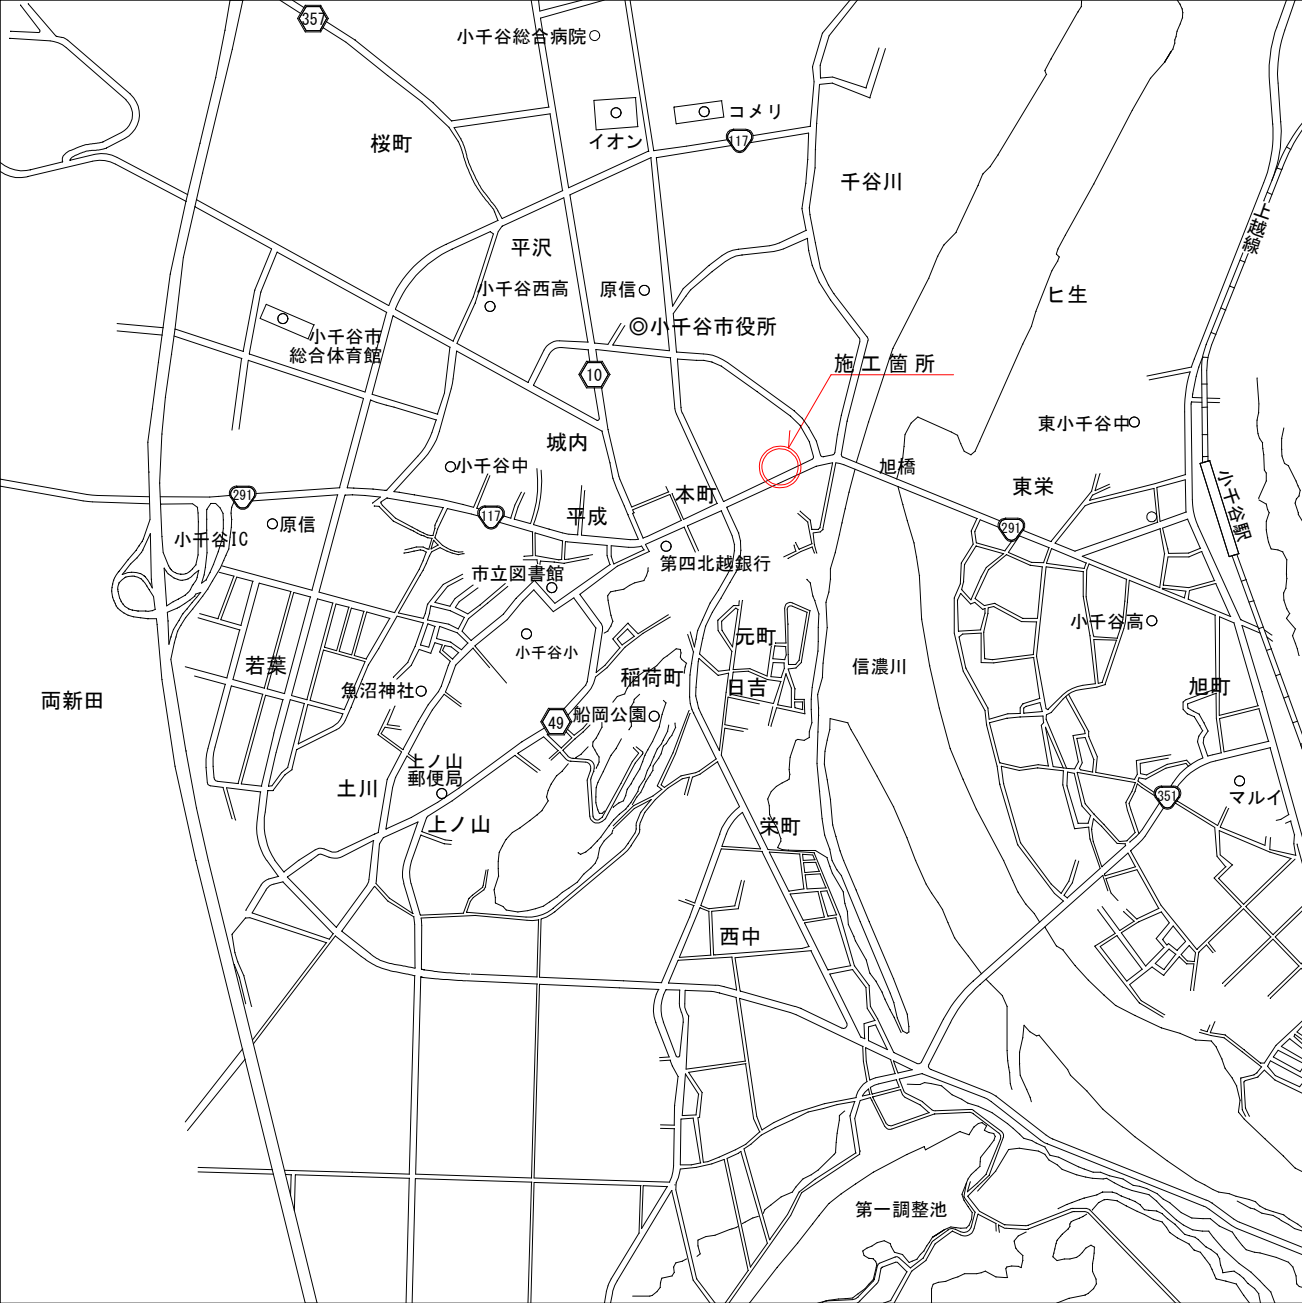 357
小千谷総合病院
コメリ
イオン
117
桜町
千谷川
上越線
平沢
小千谷西高
原信
ヒ生
小千谷市役所
小千谷市
総合体育館
施工箇所
10
東小千谷中
城内
小千谷中
旭橋
東栄
本町
291
小千谷駅
117
平成
原信
291
小千谷IC
第四北越銀行
市立図書館
小千谷高
元町
小千谷小
若葉
信濃川
稲荷町
日吉
旭町
魚沼神社
両新田
船岡公園
49
上ノ山
郵便局
土川
マルイ
351
上ノ山
栄町
西中
第一調整池